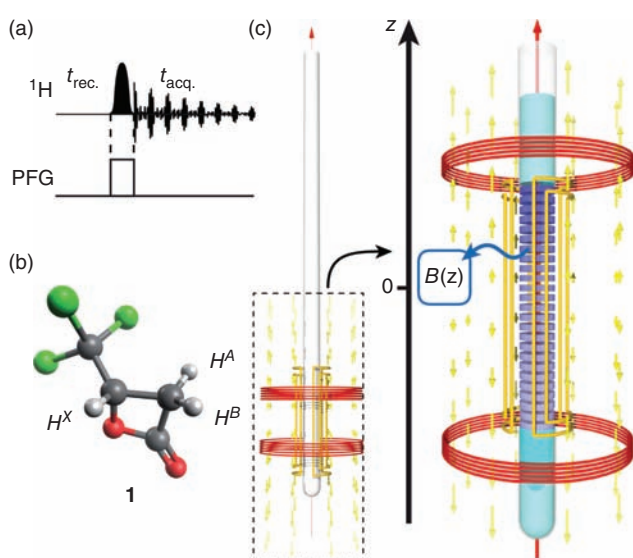 (a)
¹H
t_rec.
t_acq.
PFG
(b)
H^A
H^B
H^X
1
(c)
z
0
B(z)